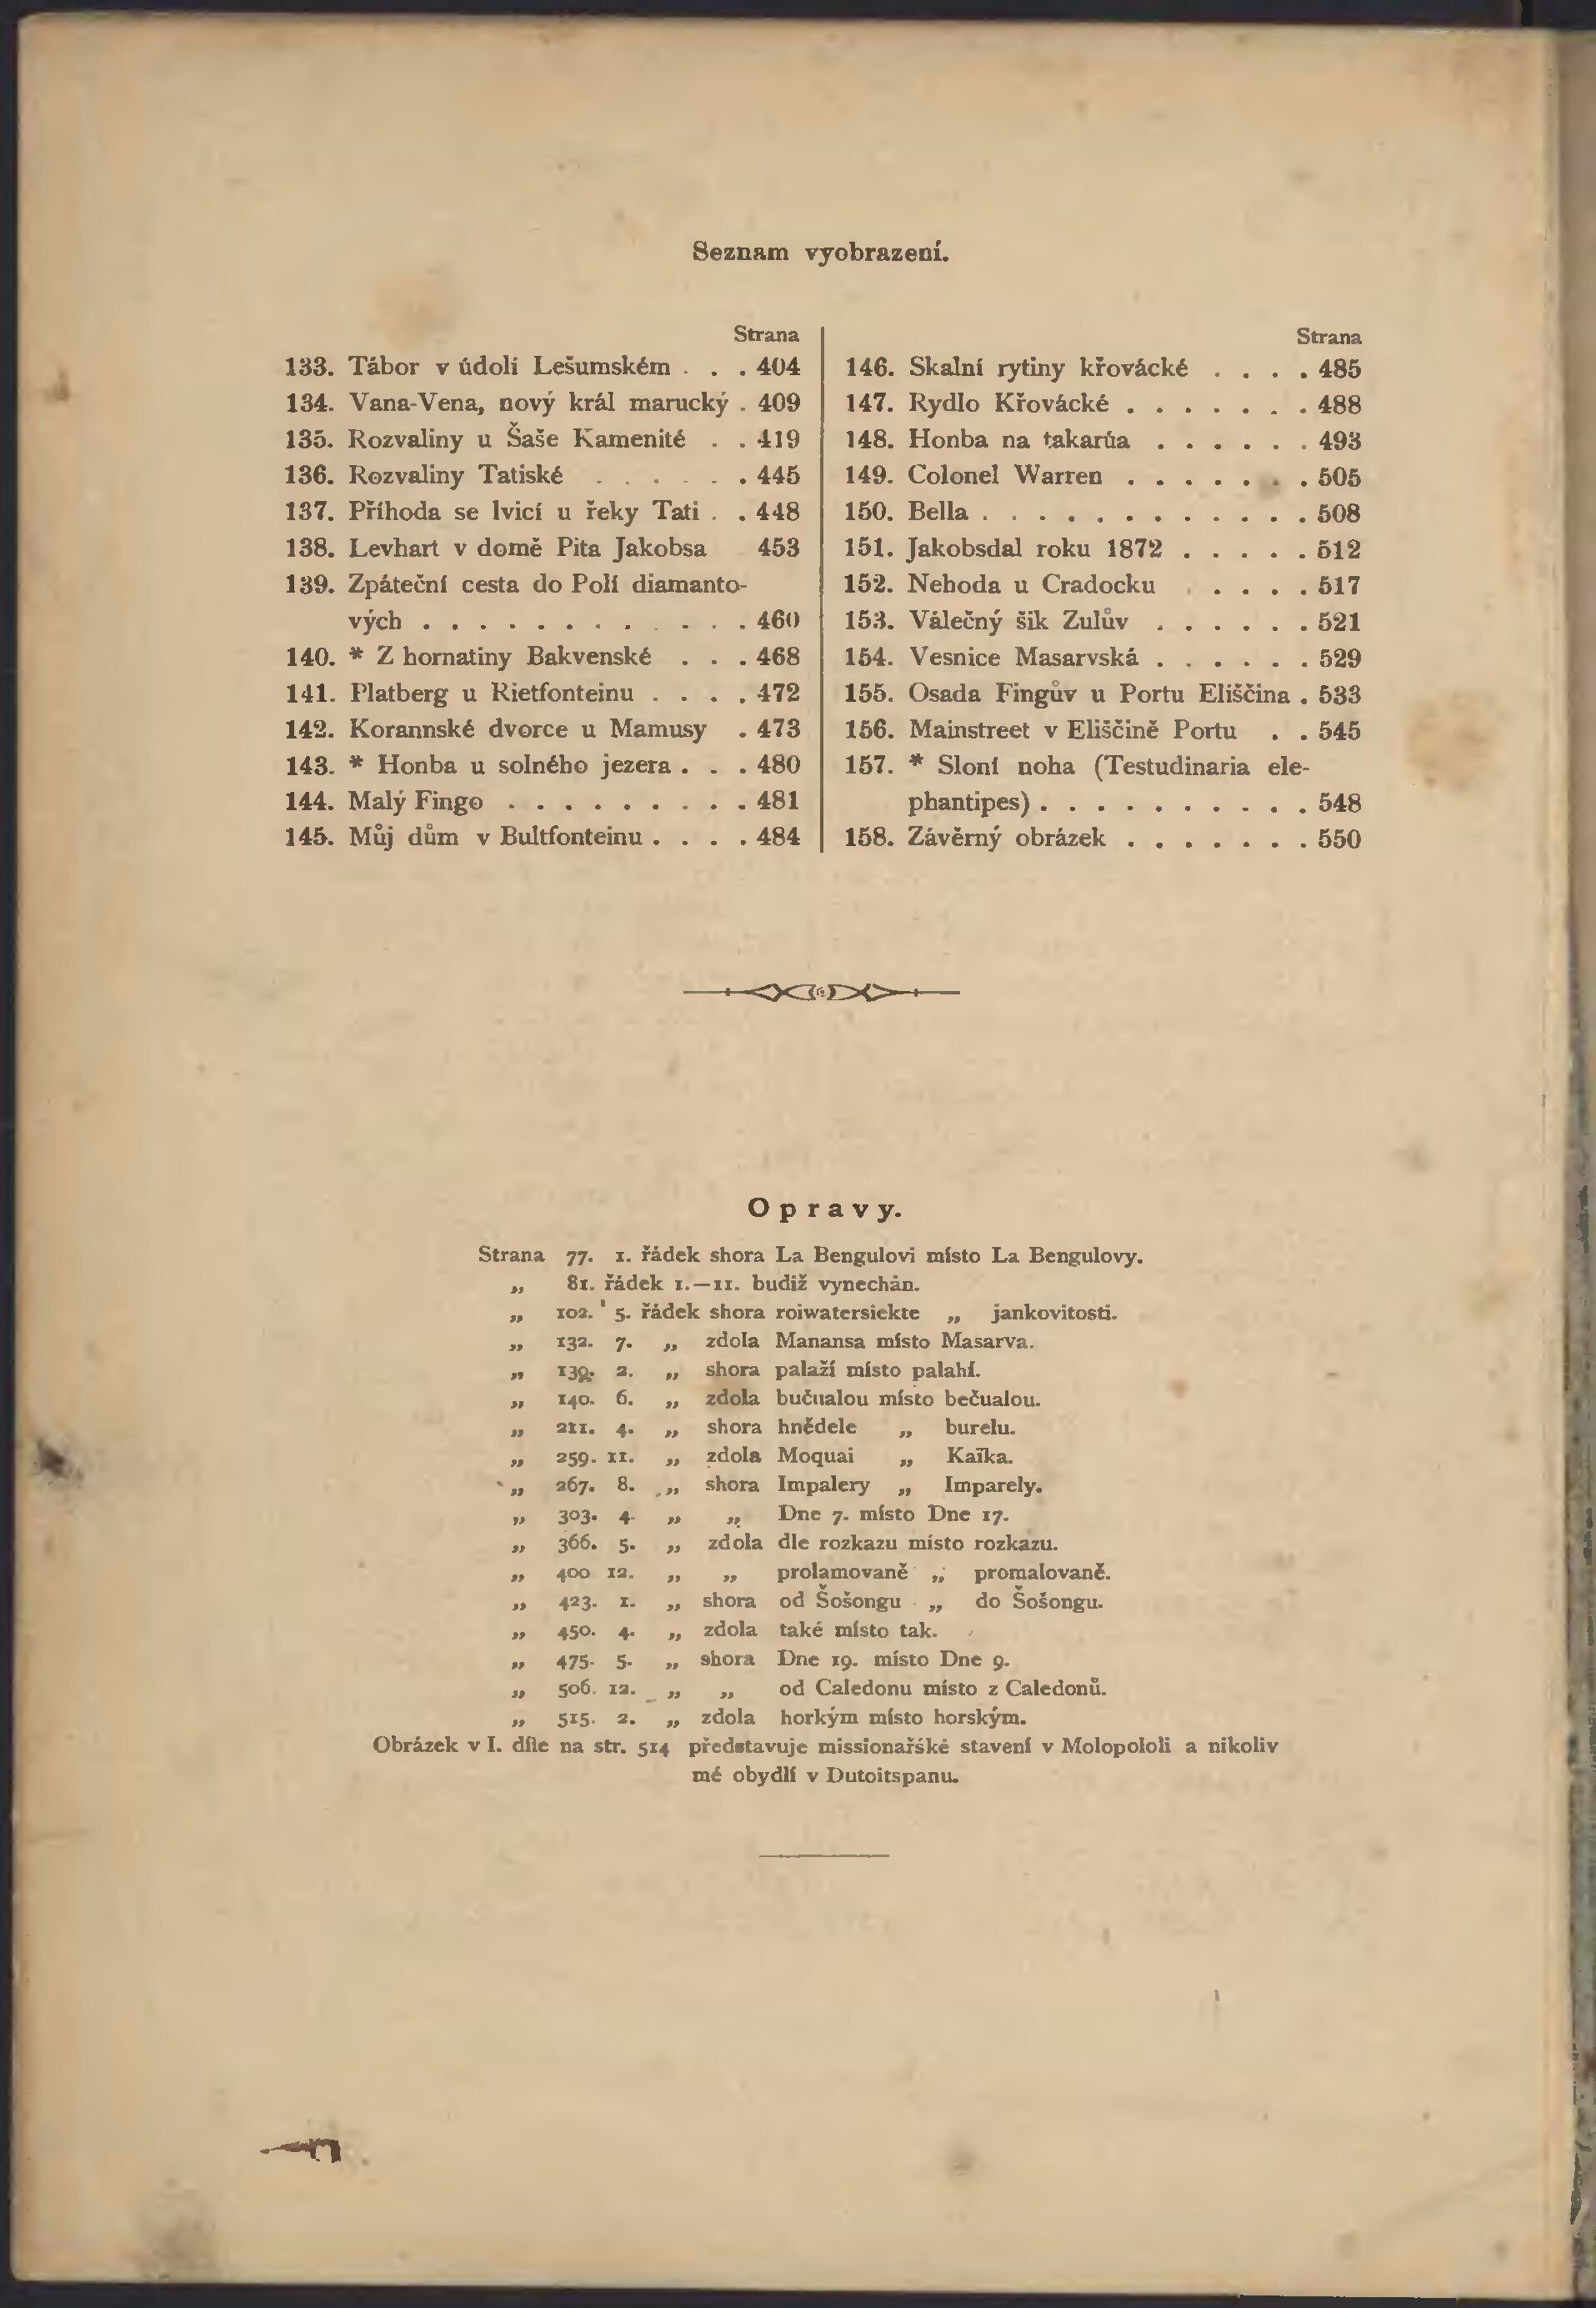 Seznam vyobrazení.
Strana
133. Tábor v údolí Lešumském . . . 404
134. Vana-Vena, nový král marucký . 409
135. Rozvaliny u Šaše Kamenité . . 419
136. Rozvaliny Tatiské . . . . . . 445
137. Příhoda se lvicí u řeky Tati . . 448
138. Levhart v domě Pita Jakobsa 453
139. Zpáteční cesta do Polí diamanto-
vých . . . . . . . . . . . . 460
140. * Z hornatiny Bakvenské . . . 468
141. Platberg u Rietfonteinu . . . . 472
142. Korannské dvorce u Mamusy . 473
143. * Honba u solného jezera . . . 480
144. Malý Fingo . . . . . . . . . 481
145. Můj dům v Bultfonteinu . . . . 484
Strana
146. Skalní rytiny křovácké . . . . 485
147. Rydlo Křovácké . . . . . . . 488
148. Honba na takarúa . . . . . . 493
149. Colonel Warren . . . . . . . 505
150. Bella . . . . . . . . . . . . 508
151. Jakobsdal roku 1872 . . . . . 512
152. Nehoda u Cradocku . . . . . 517
153. Válečný šik Zulův . . . . . . 521
154. Vesnice Masarvská . . . . . . 529
155. Osada Fingův u Portu Eliščina . 533
156. Mainstreet v Eliščině Portu . . 545
157. * Sloní noha (Testudinaria ele-
phantipes) . . . . . . . . . . 548
158. Závěrný obrázek . . . . . . . 550
Opravy.
Strana 77. 1. řádek shora La Bengulovi místo La Bengulovy.
„ 81. řádek 1.—11. budiž vynechán.
„ 102. 5. řádek shora roiwatersiekte „ jankovitosti.
„ 132. 7. „ zdola Manansa místo Masarva.
„ 139. 2. „ shora palaží místo palahí.
„ 140. 6. „ zdola bučualou místo bečualou.
„ 211. 4. „ shora hnědele „ burelu.
„ 259. 11. „ zdola Moquai „ Kaïka.
„ 267. 8. „ shora Impalery „ Imparely.
„ 303. 4. „ „ Dne 7. místo Dne 17.
„ 366. 5. „ zdola dle rozkazu místo rozkazu.
„ 400 12. „ „ prolamovaně „ promalovaně.
„ 423. 1. „ shora od Šošongu „ do Šošongu.
„ 450. 4. „ zdola také místo tak.
„ 475. 5. „ shora Dne 19. místo Dne 9.
„ 506. 12. „ „ od Caledonu místo z Caledonů.
„ 515. 2. „ zdola horkým místo horským.
Obrázek v I. díle na str. 514 představuje missionařské stavení v Molopololi a nikoliv
mé obydlí v Dutoitspanu.